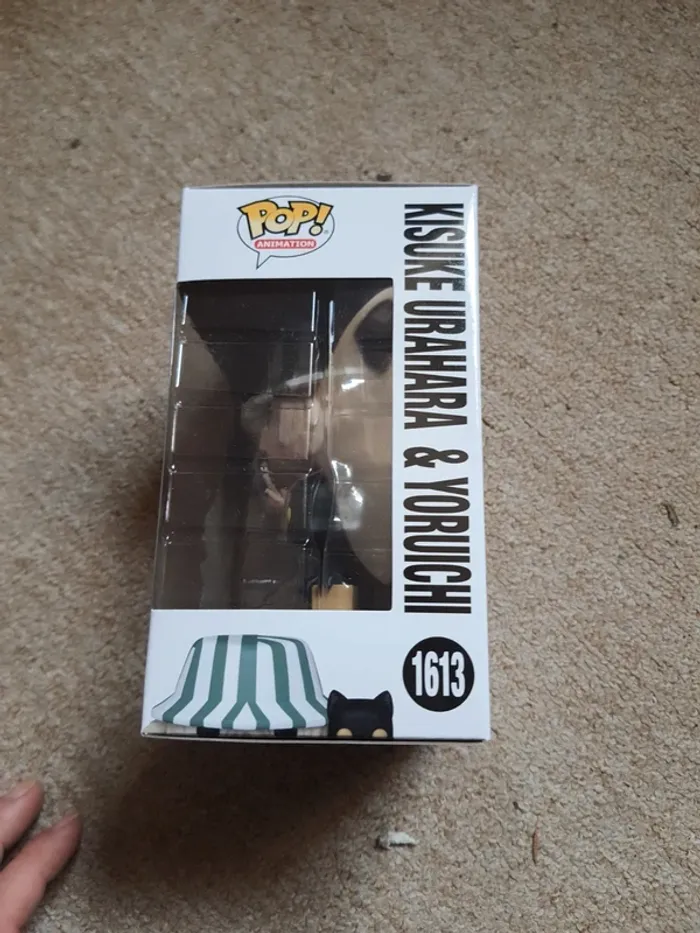 POP!
ANIMATION
KISUKE URAHARA & YORUICHI
1613